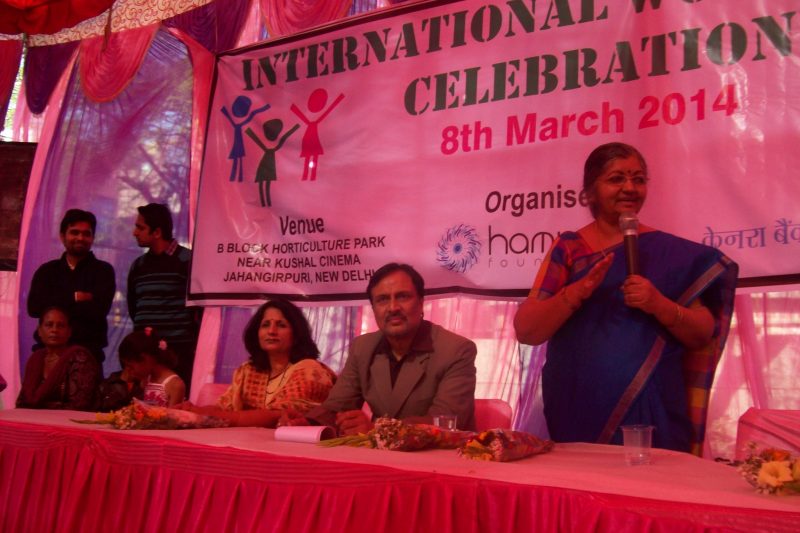 INTERNATIONAL
CELEBRATION
8th March 2014
Venue
B BLOCK HORTICULTURE PARK
NEAR KUSHAL CINEMA
JAHANGIRPURI, NEW DELHI
Organise
केनरा बैंक